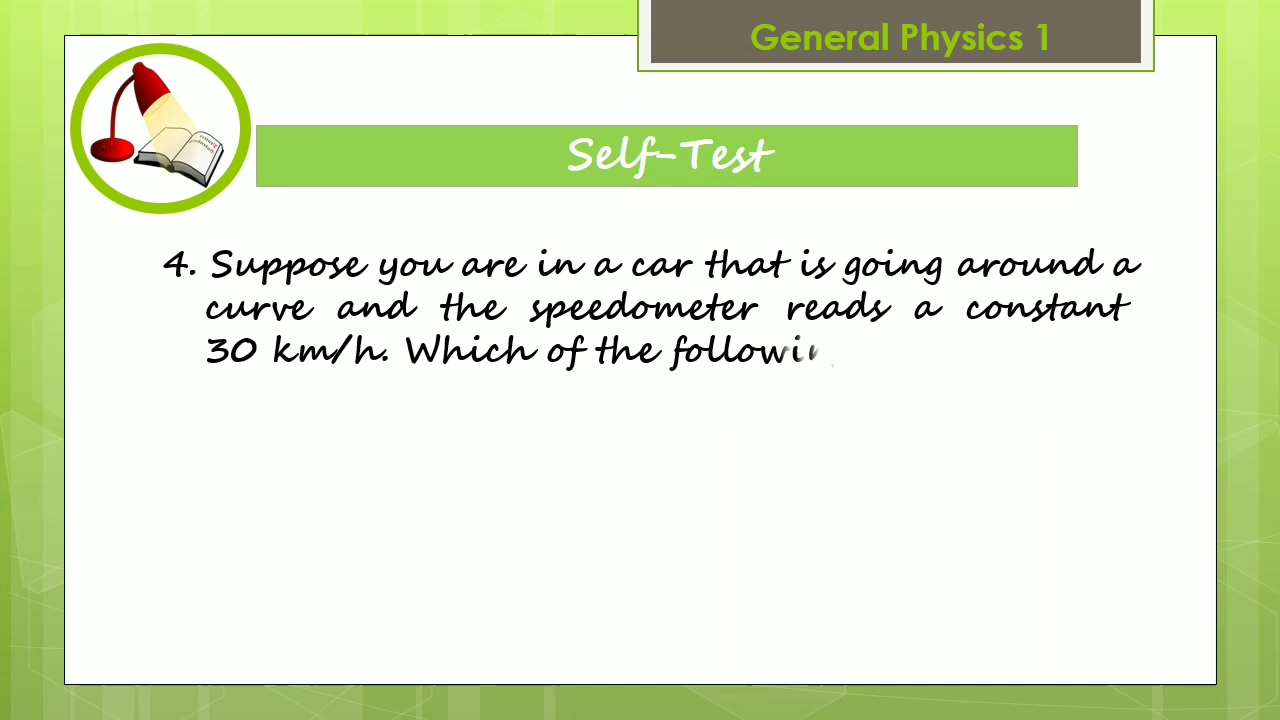 General Physics 1
Self-Test
4. Suppose you are in a car that is going around a
curve and the speedometer reads a constant
30 km/h. Which of the